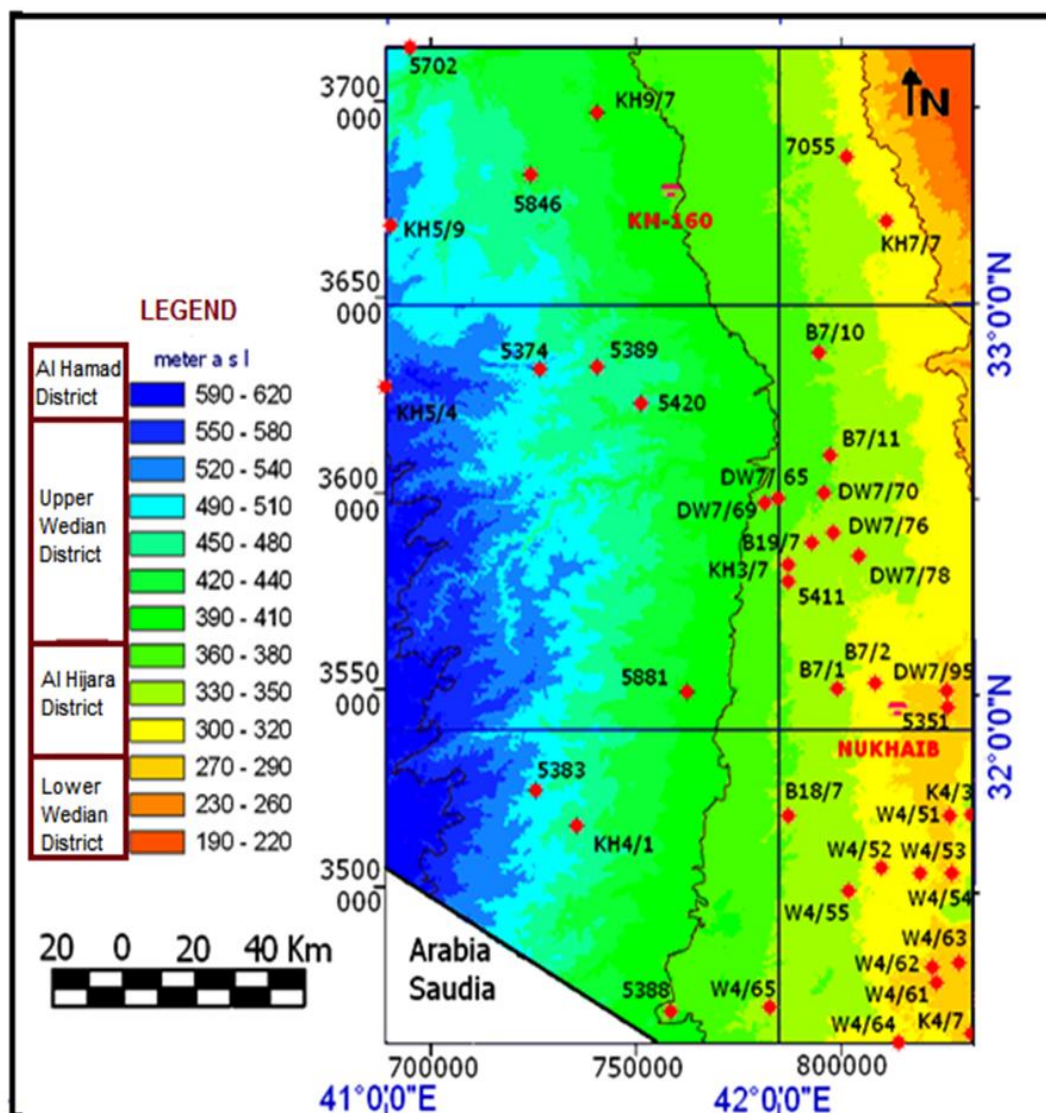 5702
3700
000
KH9/7
N
7055
5846
KH5/9
KH-160
KH7/7
3650
000
33°0'0"N
LEGEND
meter a s l
Al Hamad
District
590 - 620
550 - 580
Upper
Wedian
District
520 - 540
490 - 510
450 - 480
420 - 440
390 - 410
Al Hijara
District
360 - 380
330 - 350
300 - 320
Lower
Wedian
District
270 - 290
230 - 260
190 - 220
B7/10
5374
5389
KH5/4
5420
B7/11
3600
000
DW7/65
DW7/70
DW7/69
DW7/76
B19/7
KH3/7
DW7/78
5411
B7/2
3550
000
5881
B7/1
DW7/95
5351
NUKHAIB
32°0'0"N
5383
B18/7
K4/3
W4/51
KH4/1
W4/52
W4/53
3500
000
W4/55
W4/54
20 0 20 40 Km
Arabia
Saudia
W4/63
W4/62
5388
W4/65
W4/61
W4/64
K4/7
700000
750000
800000
41°0'0"E
42°0'0"E